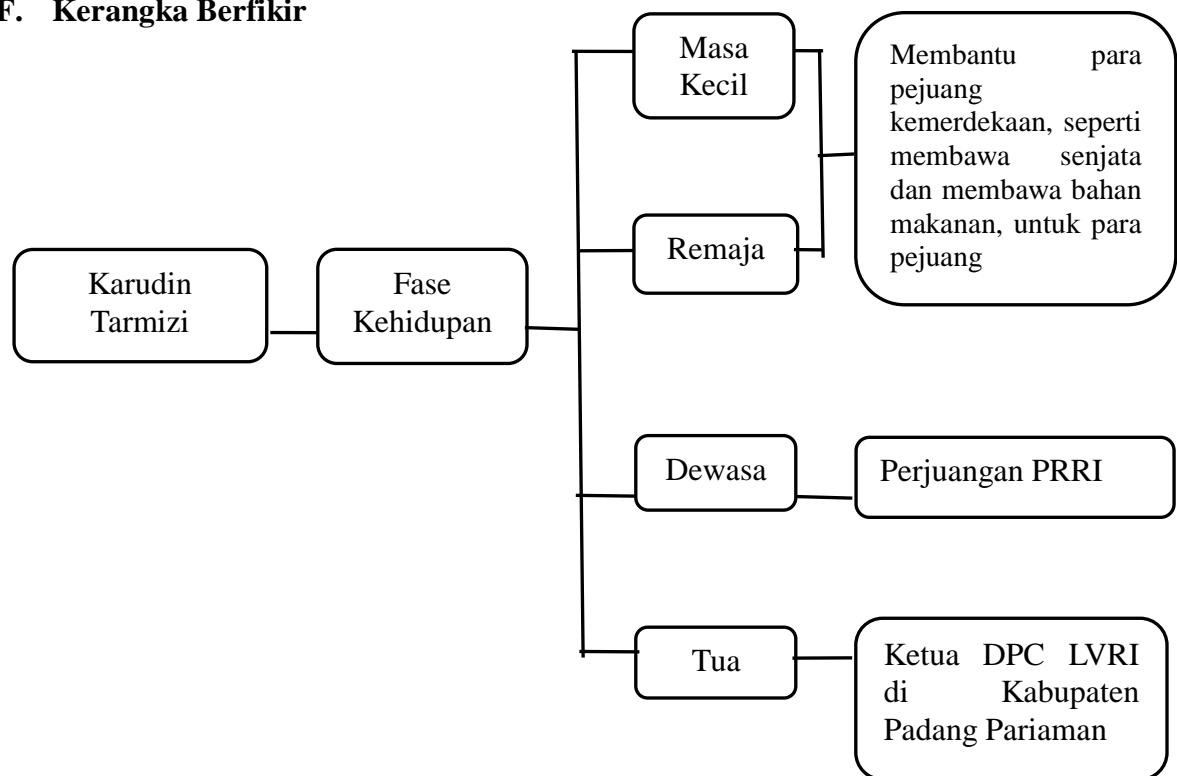 F. Kerangka Berfikir
Karudin
Tarmizi
Fase
Kehidupan
Masa
Kecil
Remaja
Membantu para
pejuang
kemerdekaan, seperti
membawa senjata
dan membawa bahan
makanan, untuk para
pejuang
Dewasa
Perjuangan PRRI
Tua
Ketua DPC LVRI
di Kabupaten
Padang Pariaman